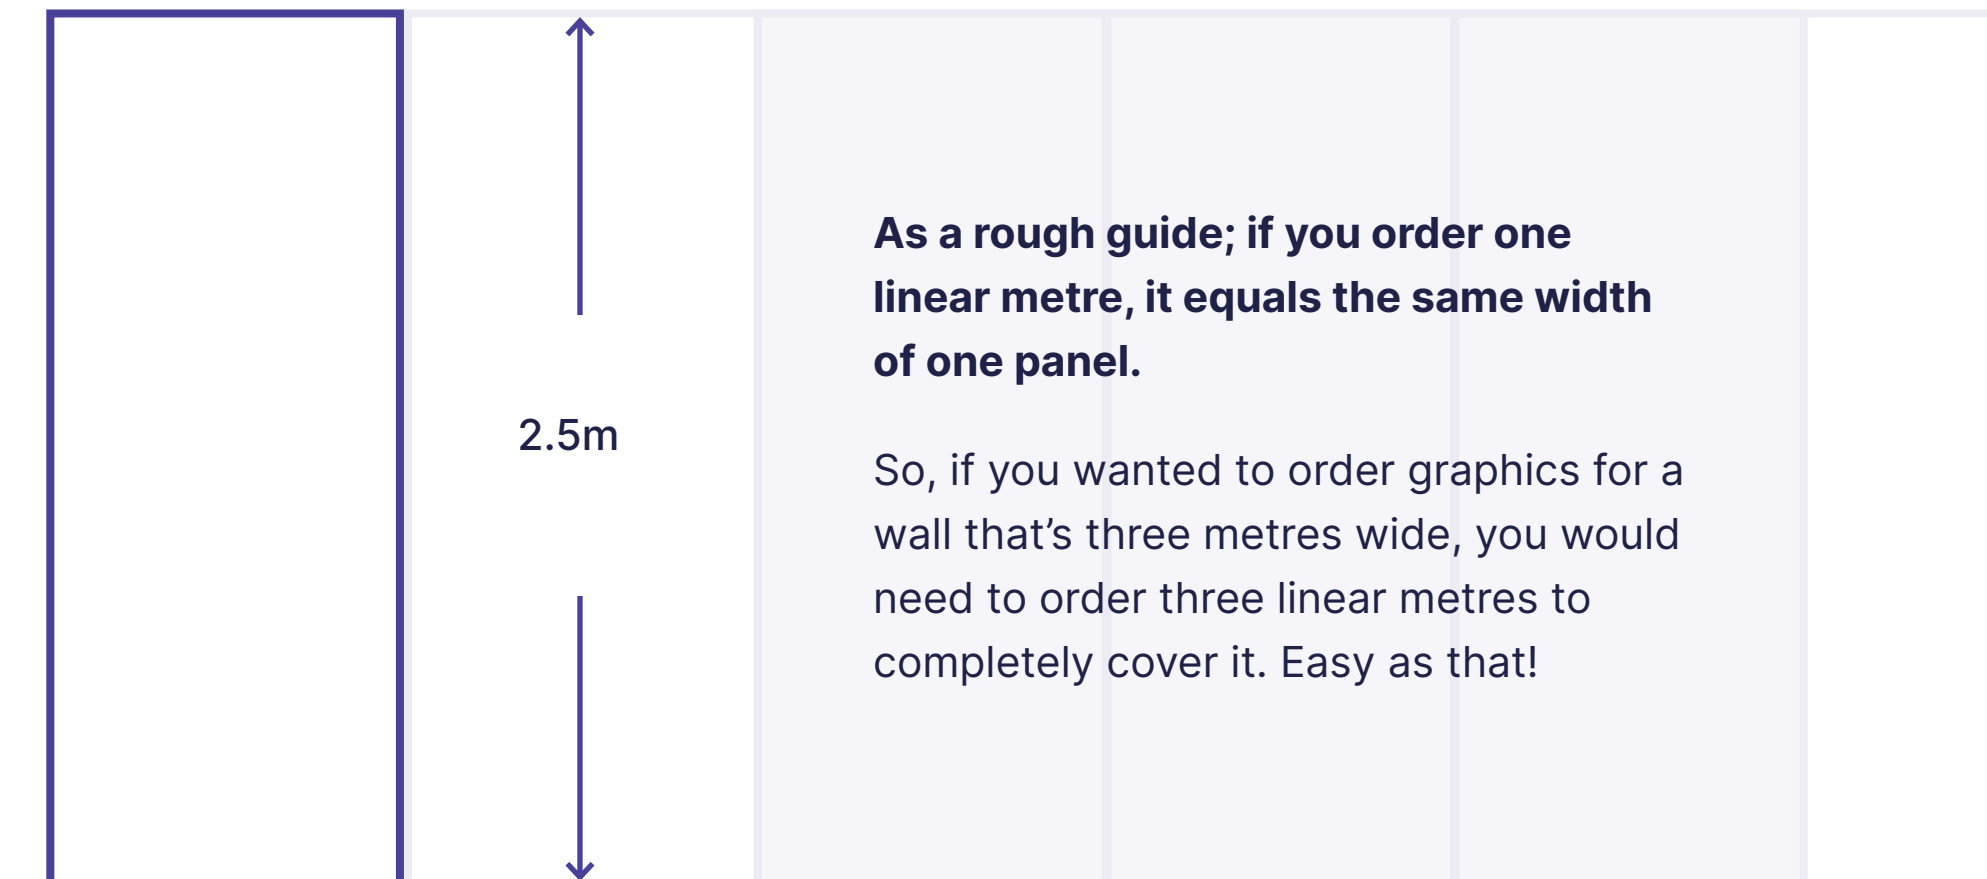 2.5m
As a rough guide; if you order one
linear metre, it equals the same width
of one panel.
So, if you wanted to order graphics for a
wall that’s three metres wide, you would
need to order three linear metres to
completely cover it. Easy as that!